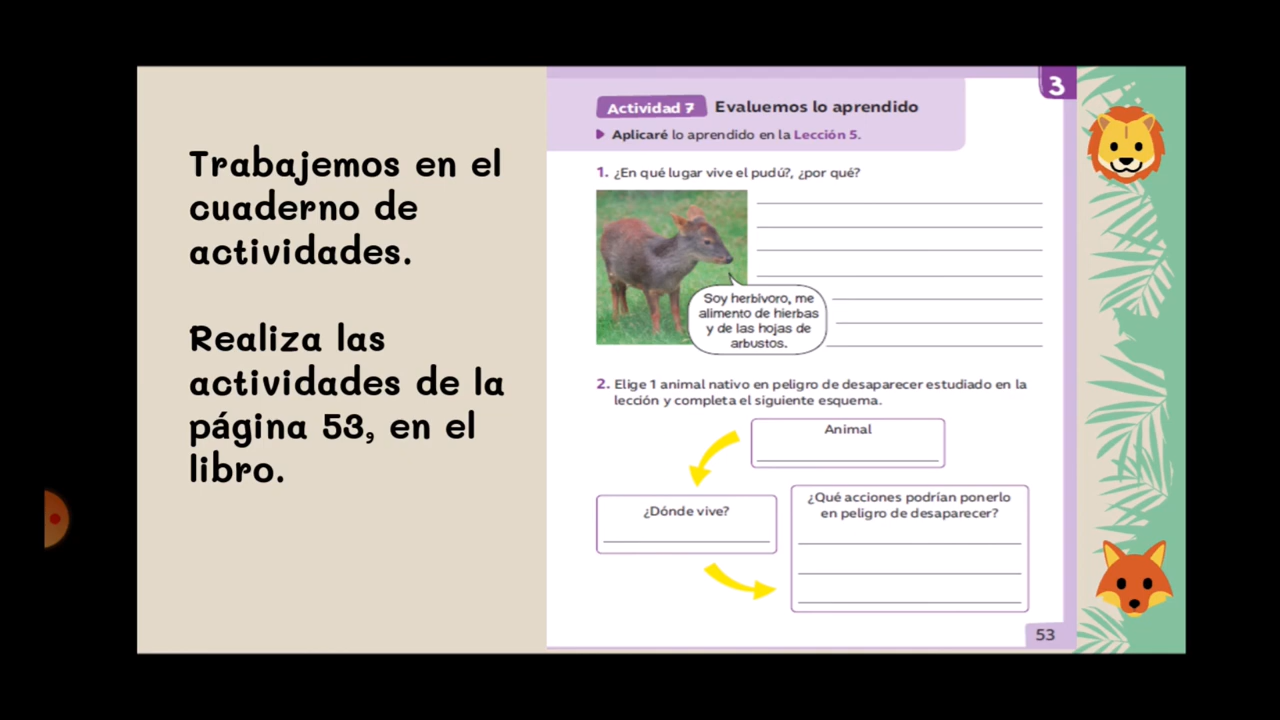 Trabajemos en el
cuaderno de
actividades.
Realiza las
actividades de la
página 53, en el
libro.
3
Actividad 7 Evaluemos lo aprendido
Aplicaré lo aprendido en la Lección 5.
1. ¿En qué lugar vive el pudú?, ¿por qué?
Soy herbívoro, me
alimento de hierbas
y de las hojas de
arbustos.
2. Elige 1 animal nativo en peligro de desaparecer estudiado en la
lección y completa el siguiente esquema.
Animal
¿Dónde vive?
¿Qué acciones podrían ponerlo
en peligro de desaparecer?
53